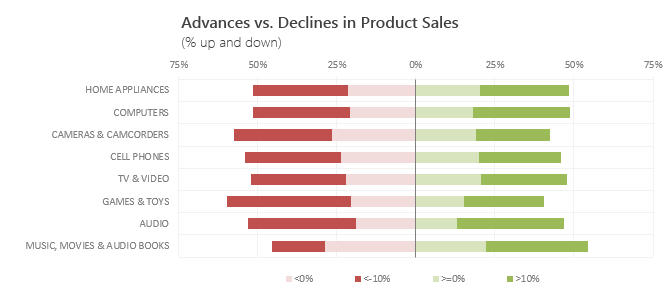 Advances vs. Declines in Product Sales
(% up and down)
75% 50% 25% 0% 25% 50% 75%
HOME APPLIANCES
COMPUTERS
CAMERAS & CAMCORDERS
CELL PHONES
TV & VIDEO
GAMES & TOYS
AUDIO
MUSIC, MOVIES & AUDIO BOOKS
<0% <-10% >=0% >10%